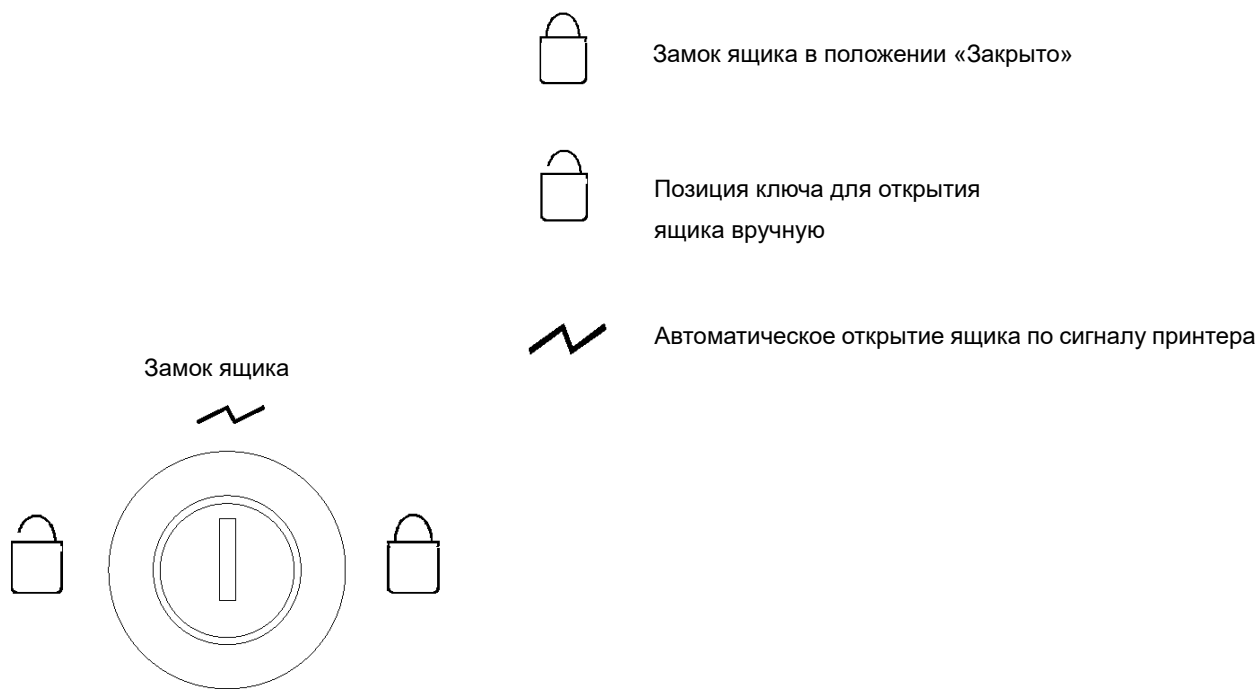 Замок ящика в положении «Закрыто»
Позиция ключа для открытия
ящика вручную
Автоматическое открытие ящика по сигналу принтера
Замок ящика